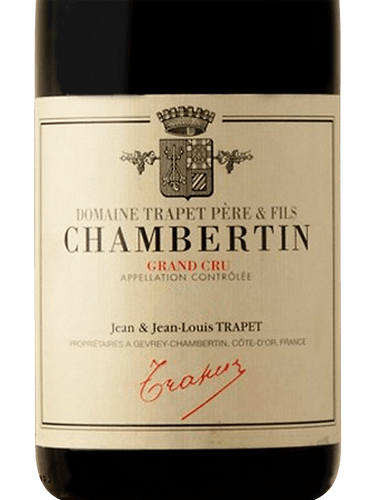 DOMAINE TRAPET PÈRE & FILS
CHAMBERTIN
GRAND CRU
APPELLATION CONTRÔLÉE
Jean & Jean-Louis TRAPET
PROPRIÉTAIRES A GEVREY-CHAMBERTIN, CÔTE-D'OR, FRANCE
Trapet